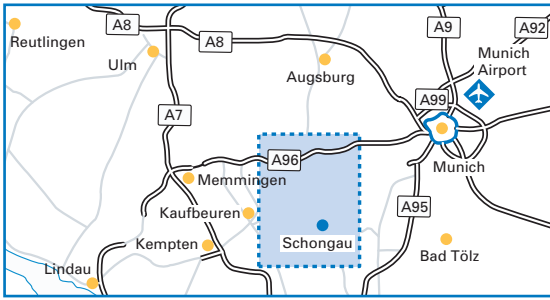 A8
A9
A92
Reutlingen
A8
Ulm
Munich
Airport
Augsburg
A99
A7
A96
Munich
Memmingen
Kaufbeuren
A95
Kempten
Schongau
Bad Tölz
Lindau